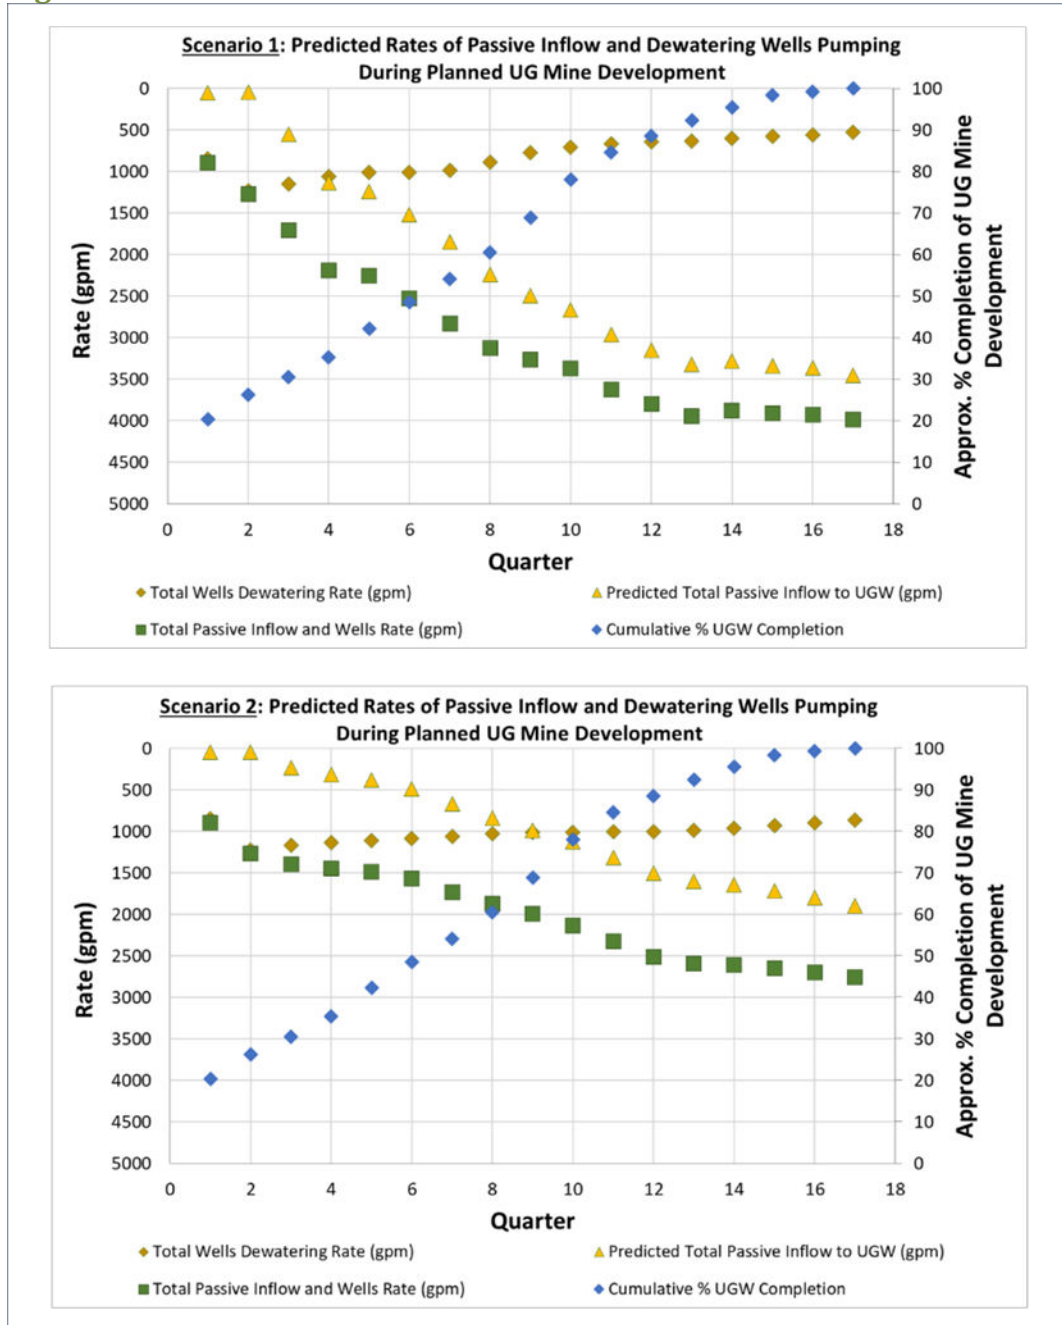 Scenario 1: Predicted Rates of Passive Inflow and Dewatering Wells Pumping
During Planned UG Mine Development
0
500
1000
1500
2000
2500
3000
3500
4000
4500
5000
Rate (gpm)
100
90
80
70
60
50
40
30
20
10
0
Approx. % Completion of UG Mine
Development
0 2 4 6 8 10 12 14 16 18
Quarter
Total Wells Dewatering Rate (gpm)
Predicted Total Passive Inflow to UGW (gpm)
Total Passive Inflow and Wells Rate (gpm)
Cumulative % UGW Completion
Scenario 2: Predicted Rates of Passive Inflow and Dewatering Wells Pumping
During Planned UG Mine Development
0
500
1000
1500
2000
2500
3000
3500
4000
4500
5000
Rate (gpm)
100
90
80
70
60
50
40
30
20
10
0
Approx. % Completion of UG Mine
Development
0 2 4 6 8 10 12 14 16 18
Quarter
Total Wells Dewatering Rate (gpm)
Predicted Total Passive Inflow to UGW (gpm)
Total Passive Inflow and Wells Rate (gpm)
Cumulative % UGW Completion